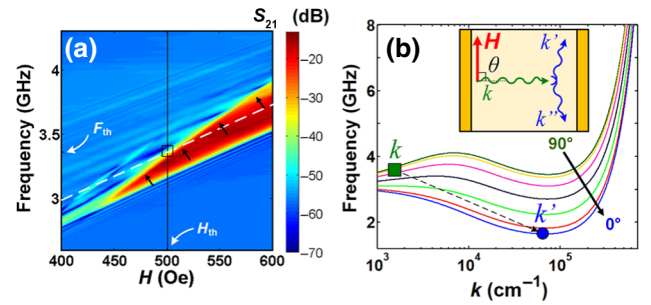 S21 (dB)
(a)
Frequency (GHz)
4
3.5
3
Fth
Hth
400 450 500 550 600
H (Oe)
−20
−30
−40
−50
−60
−70
(b)
Frequency (GHz)
8
6
4
2
H
θ
k
k'
k''
k
90°
0°
k'
10³ 10⁴ 10⁵
k (cm⁻¹)